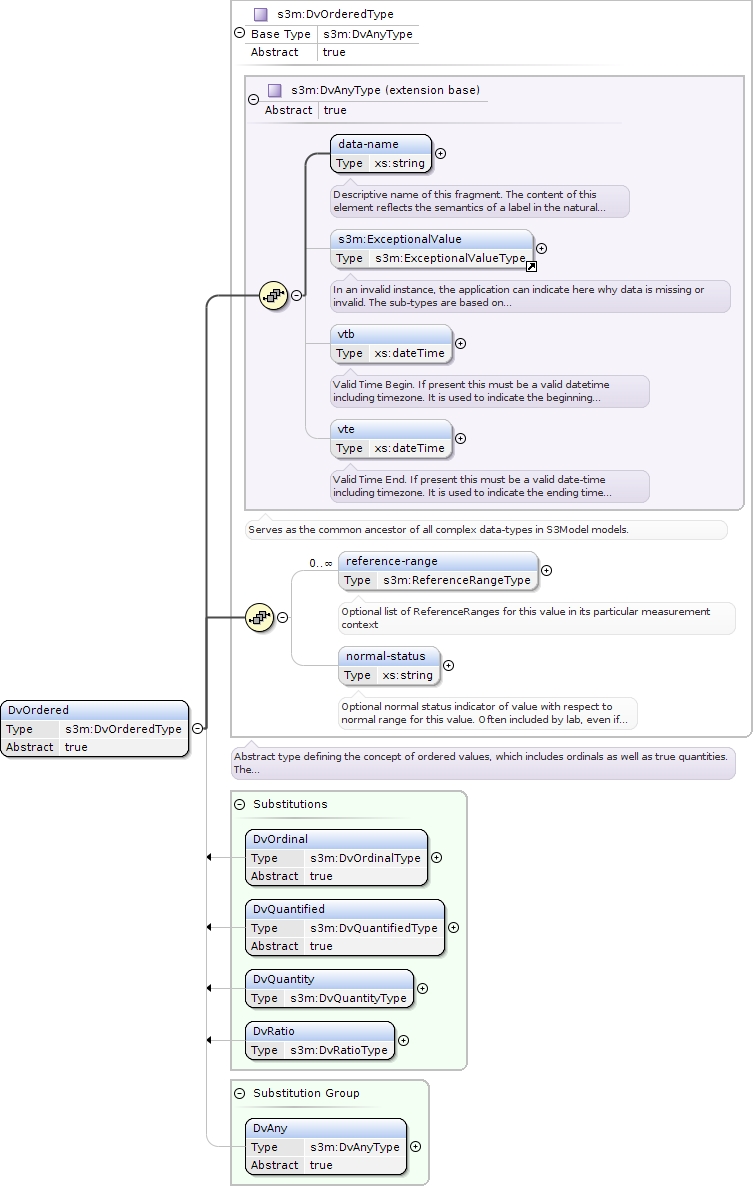 s3m:DvOrderedType
Base Type s3m:DvAnyType
Abstract true
s3m:DvAnyType (extension base)
Abstract true
data-name
Type xs:string
Descriptive name of this fragment. The content of this
element reflects the semantics of a label in the natural...
s3m:ExceptionalValue
Type s3m:ExceptionalValueType
In an invalid instance, the application can indicate here why data is missing or
invalid. The sub-types are based on...
vtb
Type xs:dateTime
Valid Time Begin. If present this must be a valid datetime
including timezone. It is used to indicate the beginning...
vte
Type xs:dateTime
Valid Time End. If present this must be a valid date-time
including timezone. It is used to indicate the ending time...
Serves as the common ancestor of all complex data-types in S3Model models.
0..∞
reference-range
Type s3m:ReferenceRangeType
Optional list of ReferenceRanges for this value in its particular measurement
context
normal-status
Type xs:string
Optional normal status indicator of value with respect to
normal range for this value. Often included by lab, even if...
DvOrdered
Type s3m:DvOrderedType
Abstract true
Abstract type defining the concept of ordered values, which includes ordinals as well as true quantities.
The...
Substitutions
DvOrdinal
Type s3m:DvOrdinalType
Abstract true
DvQuantified
Type s3m:DvQuantifiedType
Abstract true
DvQuantity
Type s3m:DvQuantityType
DvRatio
Type s3m:DvRatioType
Substitution Group
DvAny
Type s3m:DvAnyType
Abstract true